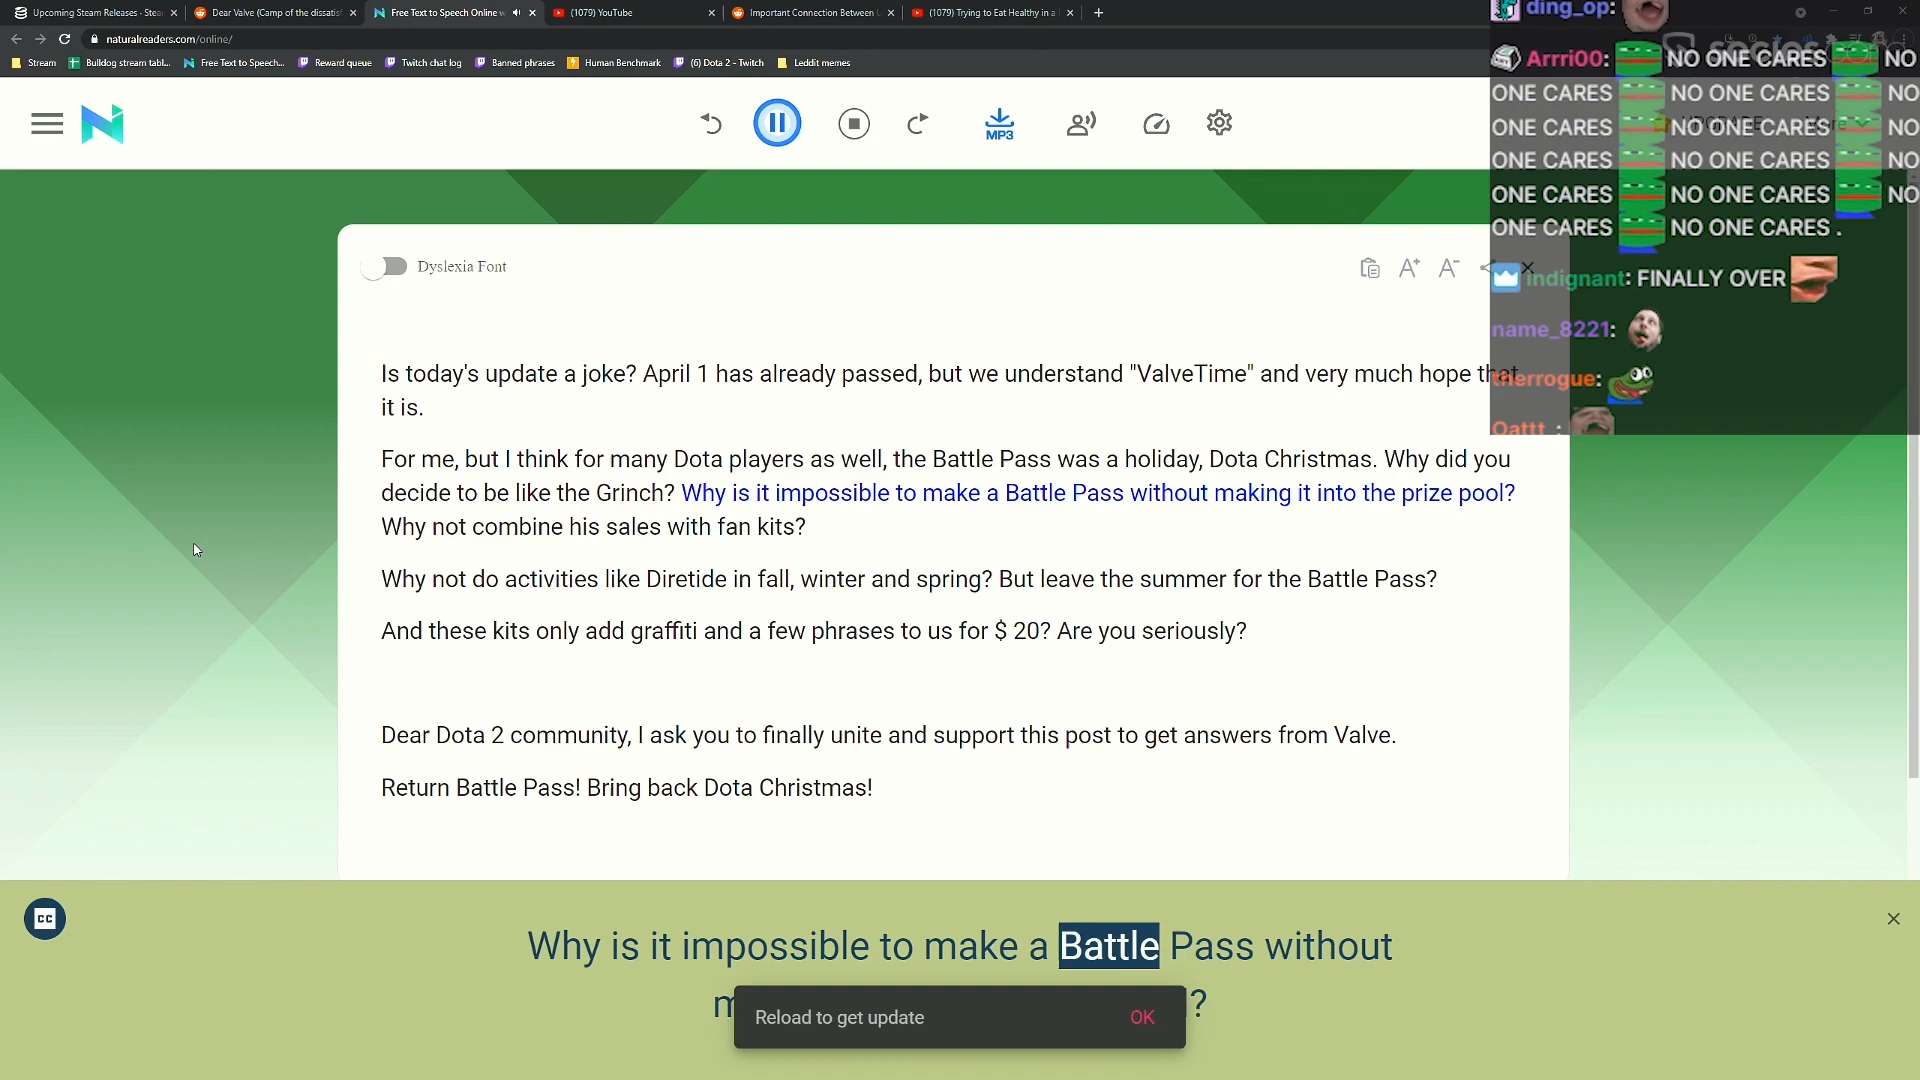 Upcoming Steam Releases - Stea
Dear Valve (Camp of the dissatisf
Free Text to Speech Online w
(1079) YouTube
Important Connection Between
(1079) Trying to Eat Healthy in a
naturalreaders.com/online/
Stream
Bulldog stream tabl...
Free Text to Speech...
Reward queue
Twitch chat log
Banned phrases
Human Benchmark
(6) Dota 2 - Twitch
Leddit memes
MP3
ding_op:
Arrri00: NO ONE CARES NO
ONE CARES NO ONE CARES NO
ONE CARES NO ONE CARES NO
ONE CARES NO ONE CARES NO
ONE CARES NO ONE CARES NO
ONE CARES NO ONE CARES .
indignant: FINALLY OVER
name_8221:
therrogue:
Oattt :
Dyslexia Font
A+
A-
Is today's update a joke? April 1 has already passed, but we understand "ValveTime" and very much hope that
it is.
For me, but I think for many Dota players as well, the Battle Pass was a holiday, Dota Christmas. Why did you
decide to be like the Grinch? Why is it impossible to make a Battle Pass without making it into the prize pool?
Why not combine his sales with fan kits?
Why not do activities like Diretide in fall, winter and spring? But leave the summer for the Battle Pass?
And these kits only add graffiti and a few phrases to us for $ 20? Are you seriously?
Dear Dota 2 community, I ask you to finally unite and support this post to get answers from Valve.
Return Battle Pass! Bring back Dota Christmas!
CC
Why is it impossible to make a Battle Pass without
?
Reload to get update
OK